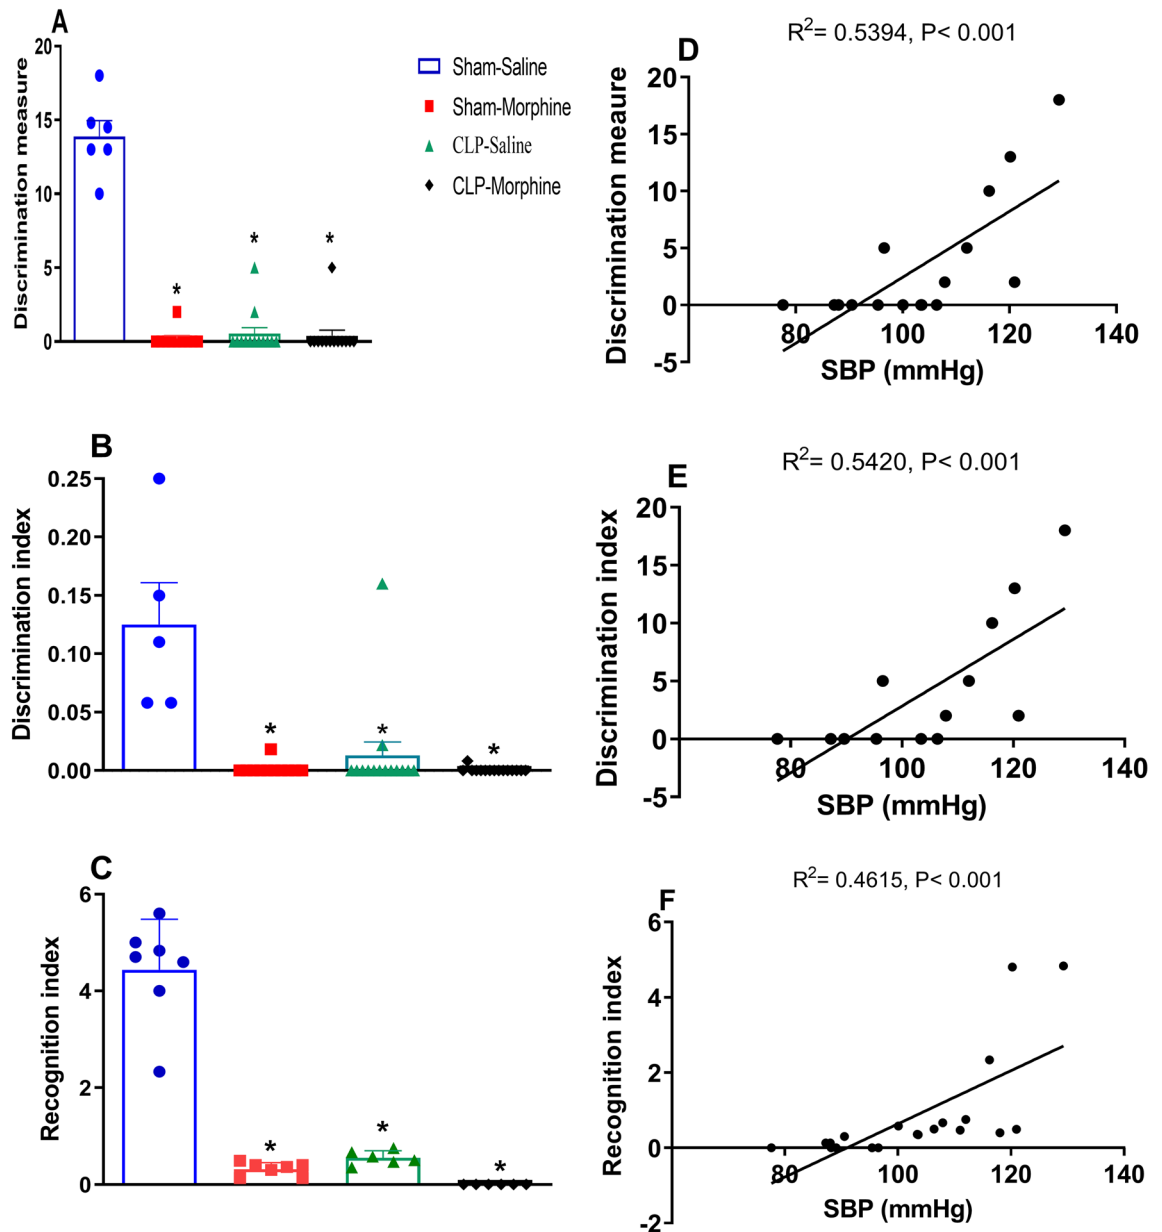 A
20
15
10
5
0
Discrimination measure
*
*
*
Sham-Saline
Sham-Morphine
CLP-Saline
CLP-Morphine
R2= 0.5394, P< 0.001
D
20
15
10
5
0
-5
Discrimination meaure
80
100
120
140
SBP (mmHg)
B
0.25
0.20
0.15
0.10
0.05
0.00
Discrimination index
*
*
*
R2= 0.5420, P< 0.001
E
20
15
10
5
0
-5
Discrimination index
80
100
120
140
SBP (mmHg)
C
6
4
2
0
Recognition index
*
*
*
R2= 0.4615, P< 0.001
F
6
4
2
0
-2
Recognition index
80
100
120
140
SBP (mmHg)